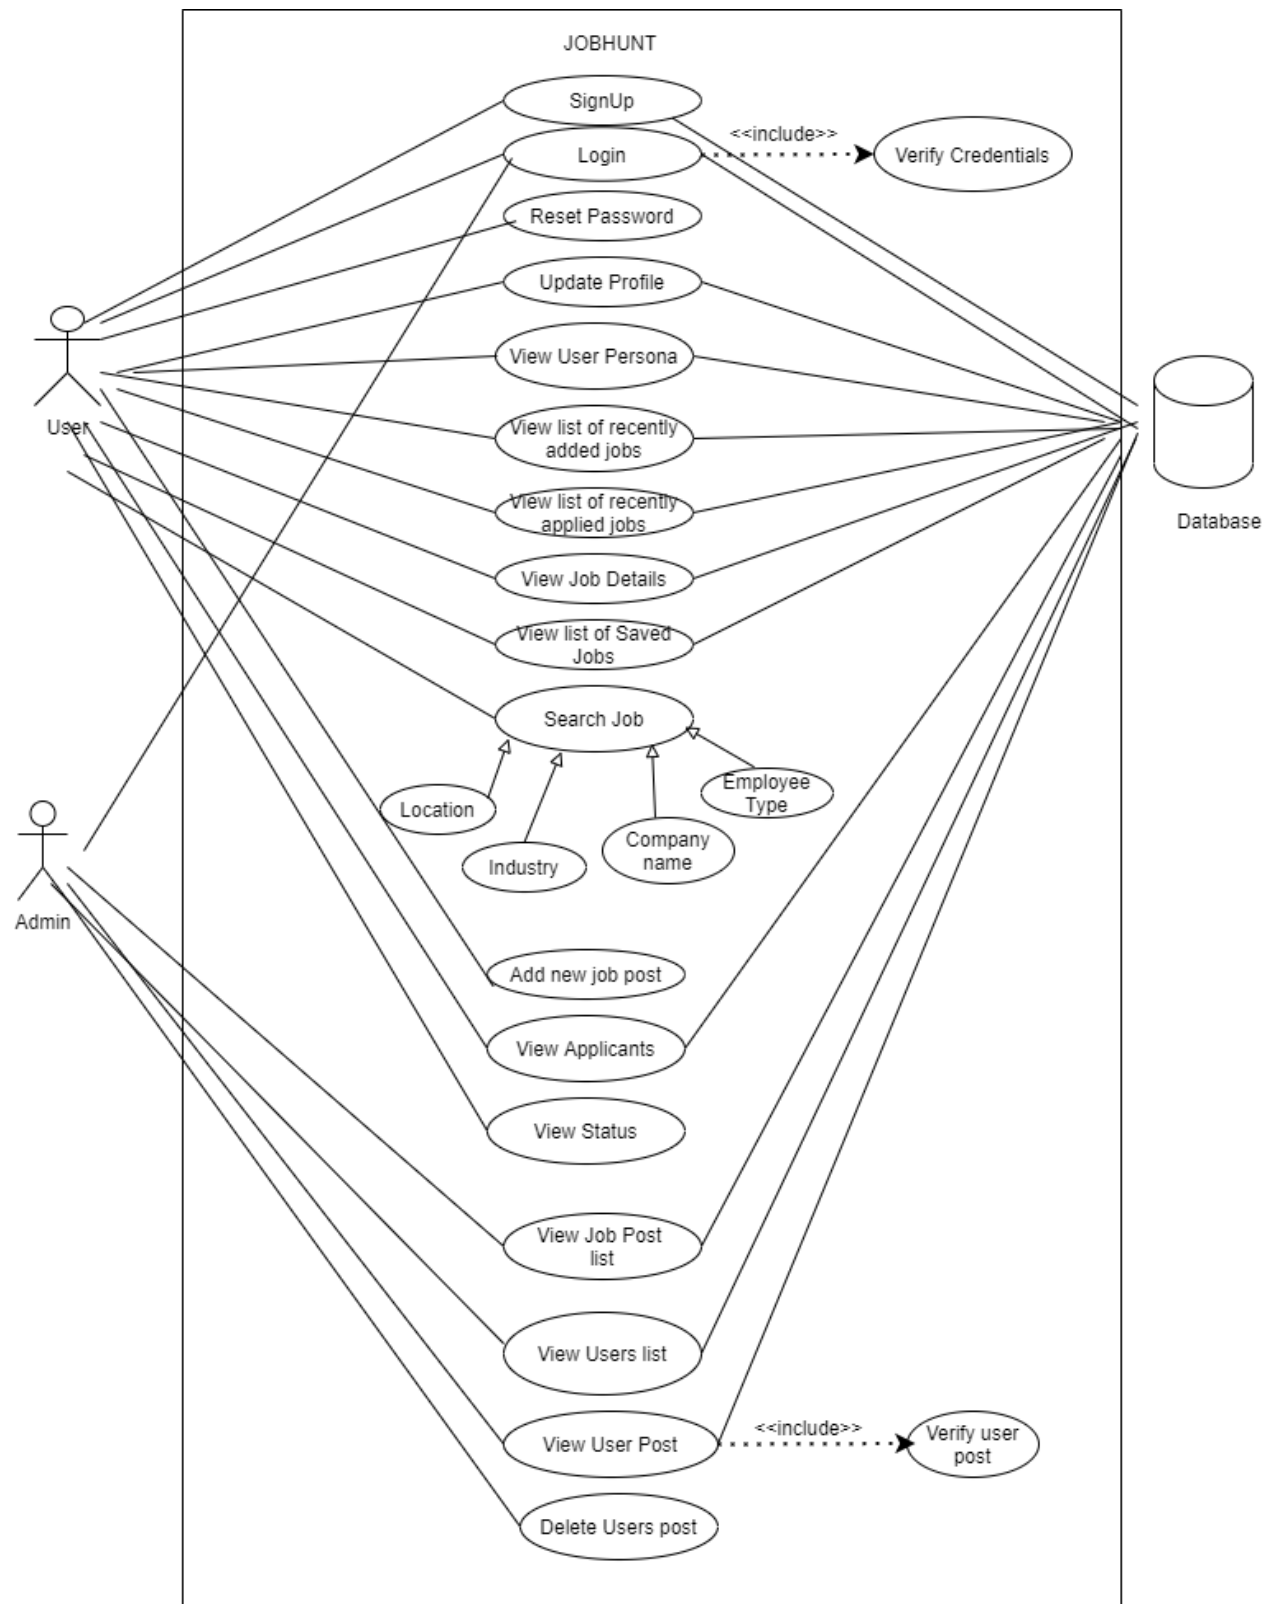 JOBHUNT
SignUp
<<include>>
Login
Verify Credentials
Reset Password
Update Profile
View User Persona
User
View list of recently
added jobs
View list of recently
applied jobs
Database
View Job Details
View list of Saved
Jobs
Search Job
Location
Employee
Type
Industry
Company
name
Admin
Add new job post
View Applicants
View Status
View Job Post
list
View Users list
View User Post
<<include>>
Verify user
post
Delete Users post